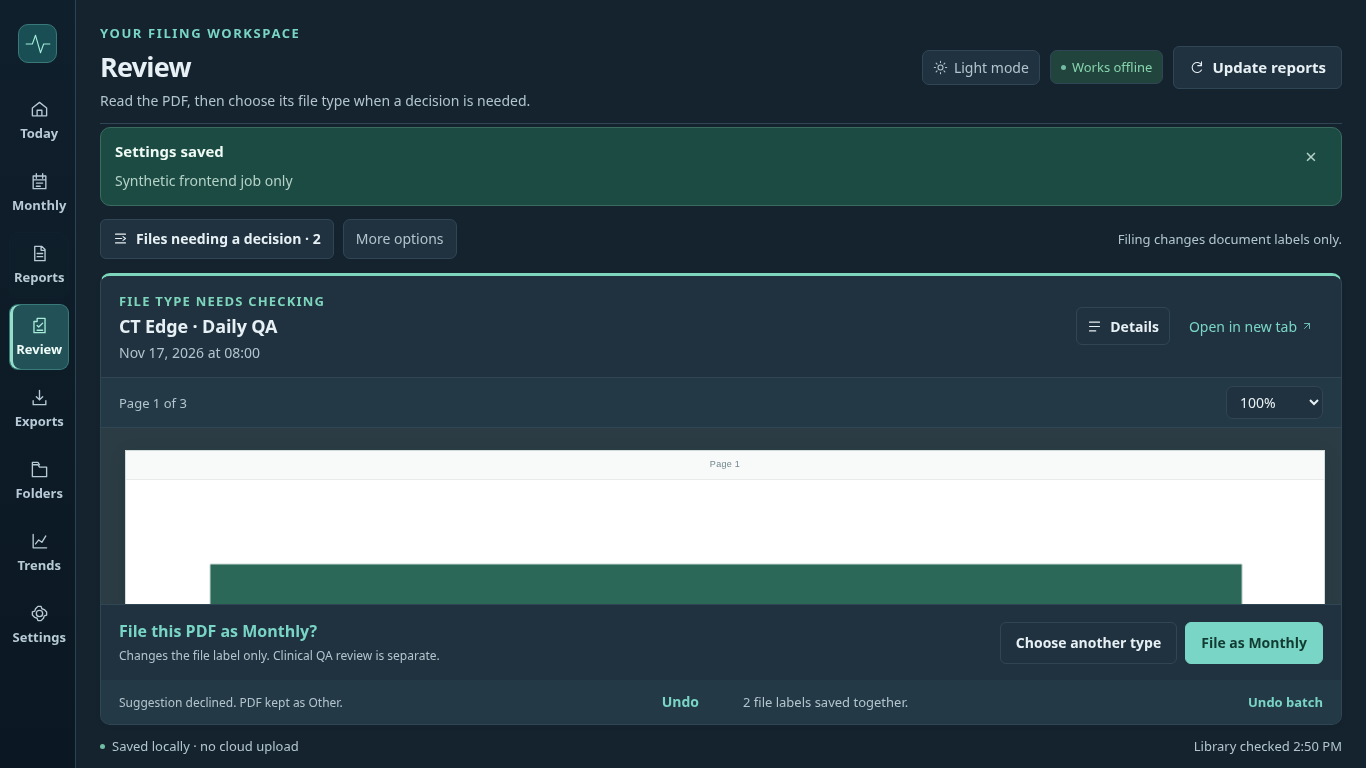 YOUR FILING WORKSPACE
Review
Read the PDF, then choose its file type when a decision is needed.
Light mode
Works offline
Update reports
Today
Monthly
Reports
Review
Exports
Folders
Trends
Settings
Settings saved
Synthetic frontend job only
Files needing a decision · 2
More options
Filing changes document labels only.
FILE TYPE NEEDS CHECKING
CT Edge · Daily QA
Nov 17, 2026 at 08:00
Details
Open in new tab
Page 1 of 3
100%
Page 1
File this PDF as Monthly?
Changes the file label only. Clinical QA review is separate.
Choose another type
File as Monthly
Suggestion declined. PDF kept as Other.
Undo
2 file labels saved together.
Undo batch
Saved locally · no cloud upload
Library checked 2:50 PM